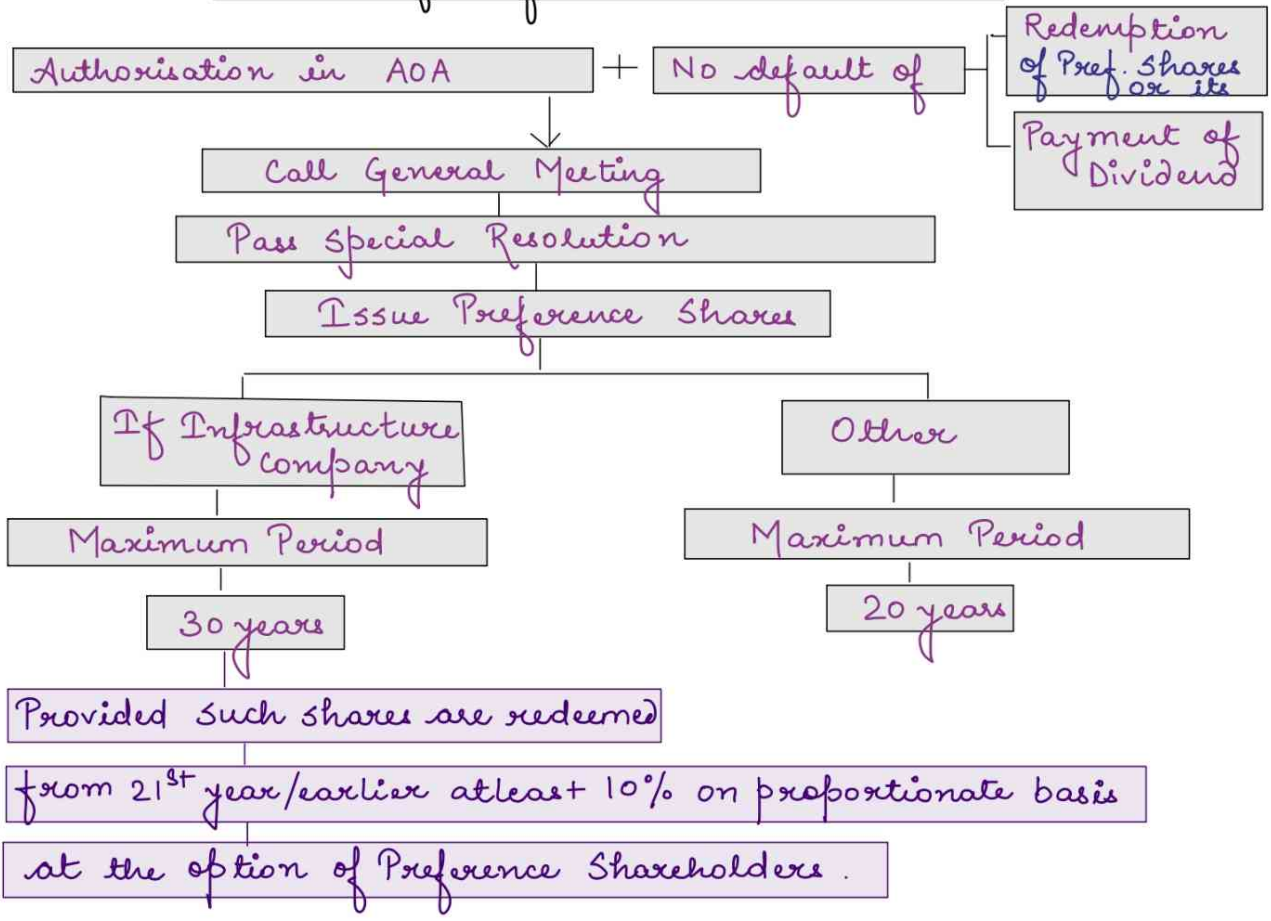 Authorisation in AOA + No default of
Redemption
of Pref. Shares
or its
Payment of
Dividend
Call General Meeting
Pass Special Resolution
Issue Preference Shares
If Infrastructure
Company
Maximum Period
30 years
Other
Maximum Period
20 years
Provided such shares are redeemed
from 21st year/earlier atleast 10% on proportionate basis
at the option of Preference Shareholders.